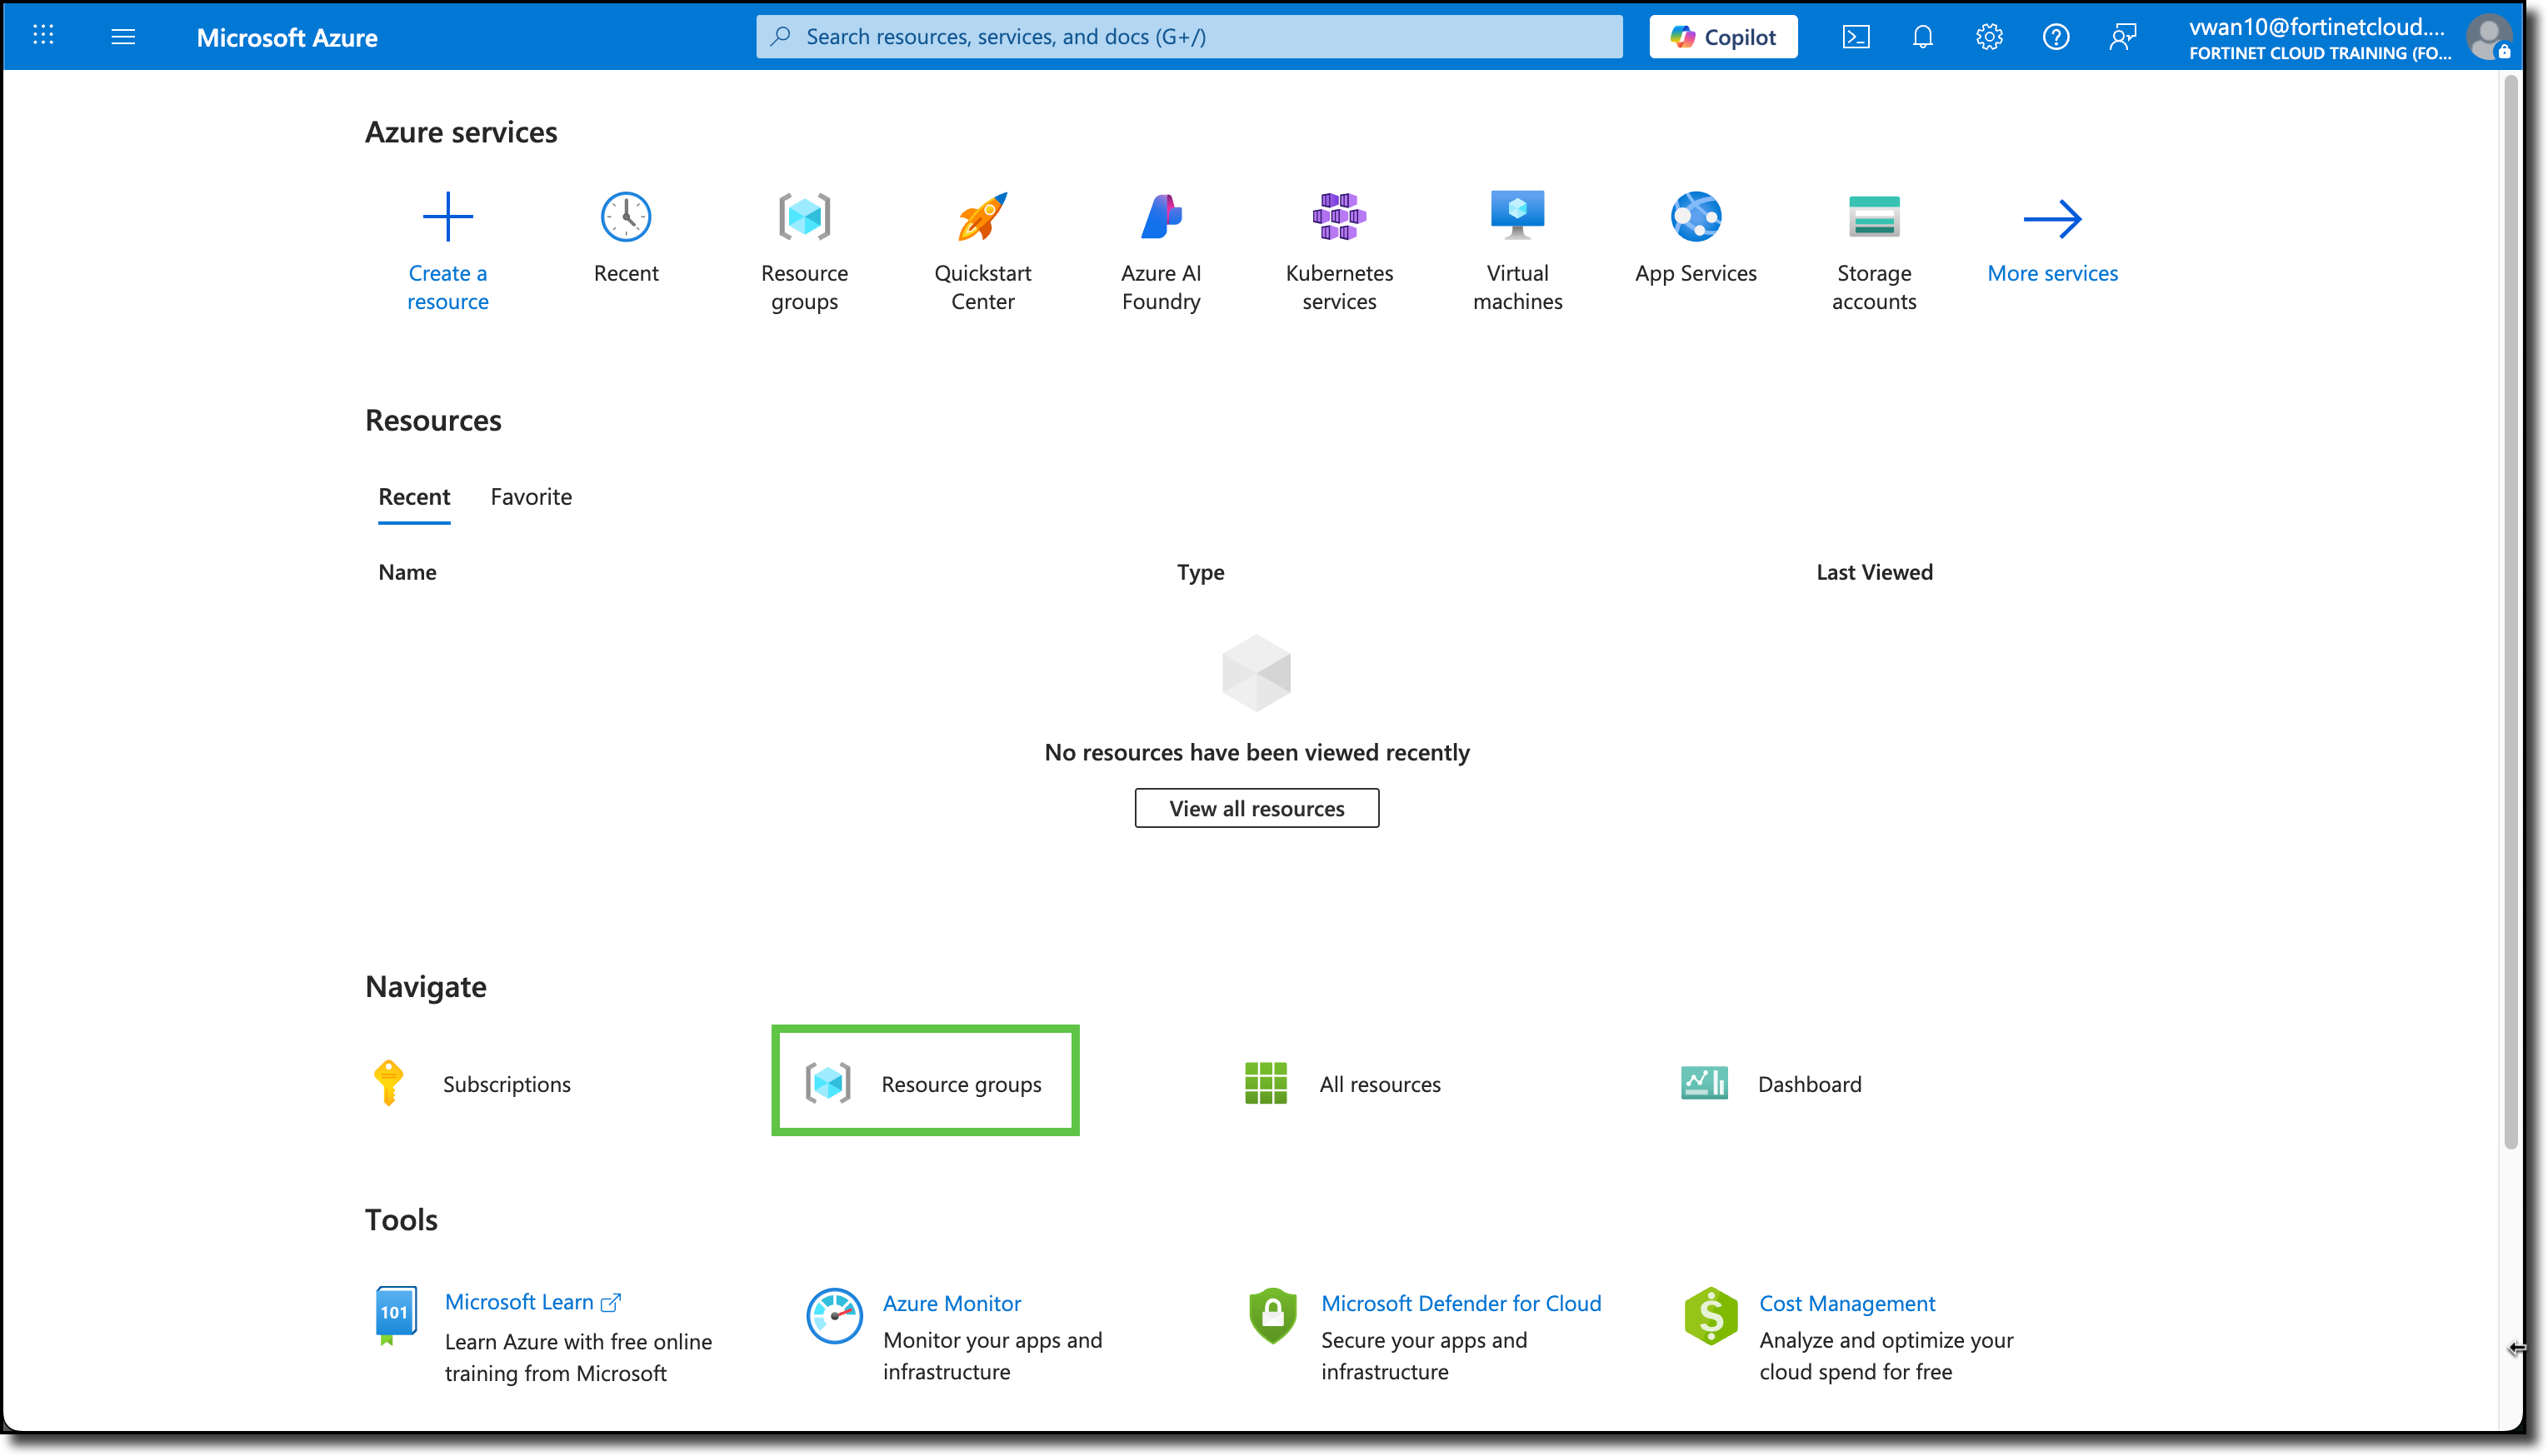 Microsoft Azure
Search resources, services, and docs (G+/)
Copilot
vwan10@fortinetcloud....
FORTINET CLOUD TRAINING (FO...
Azure services
Create a
resource
Recent
Resource
groups
Quickstart
Center
Azure AI
Foundry
Kubernetes
services
Virtual
machines
App Services
Storage
accounts
More services
Resources
Recent
Favorite
Name
Type
Last Viewed
No resources have been viewed recently
View all resources
Navigate
Subscriptions
Resource groups
All resources
Dashboard
Tools
101
Microsoft Learn
Learn Azure with free online
training from Microsoft
Azure Monitor
Monitor your apps and
infrastructure
Microsoft Defender for Cloud
Secure your apps and
infrastructure
Cost Management
Analyze and optimize your
cloud spend for free